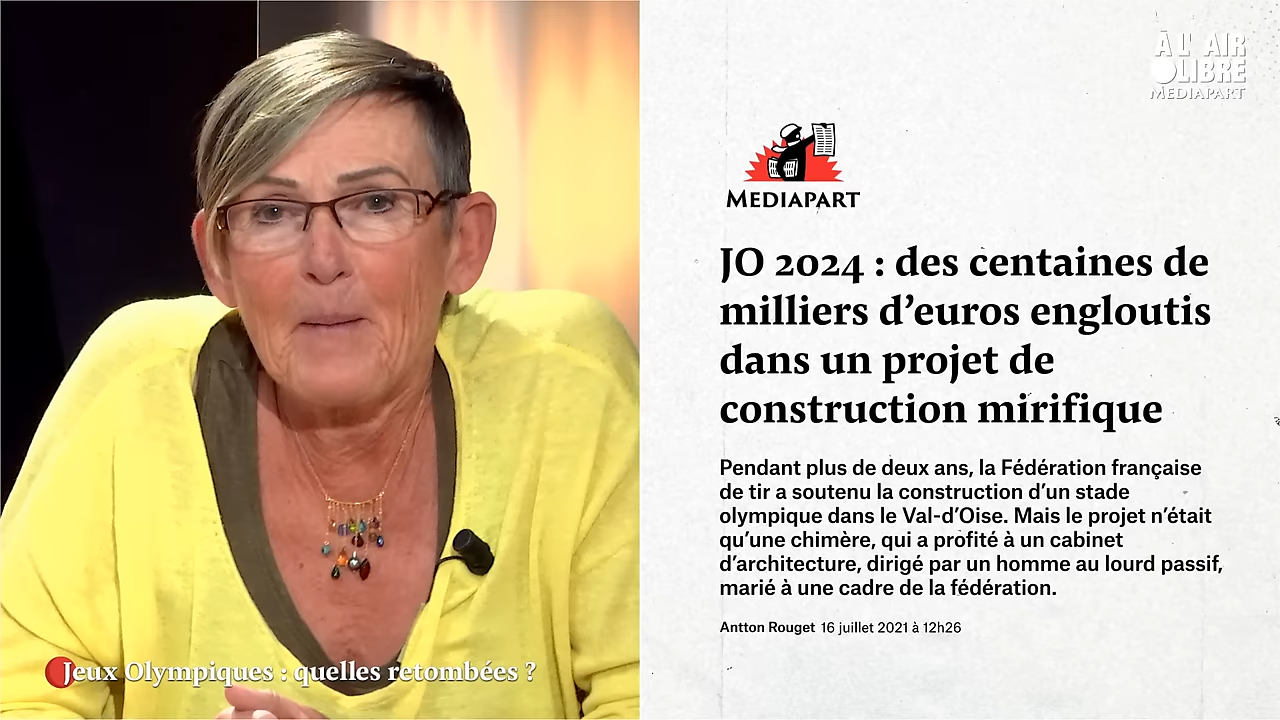 À L' AIR
LIBRE
MEDIAPART
MEDIAPART
JO 2024 : des centaines de
milliers d’euros engloutis
dans un projet de
construction mirifique
Pendant plus de deux ans, la Fédération française
de tir a soutenu la construction d’un stade
olympique dans le Val-d’Oise. Mais le projet n’était
qu’une chimère, qui a profité à un cabinet
d’architecture, dirigé par un homme au lourd passif,
marié à une cadre de la fédération.
Antton Rouget 16 juillet 2021 à 12h26
Jeux Olympiques : quelles retombées ?